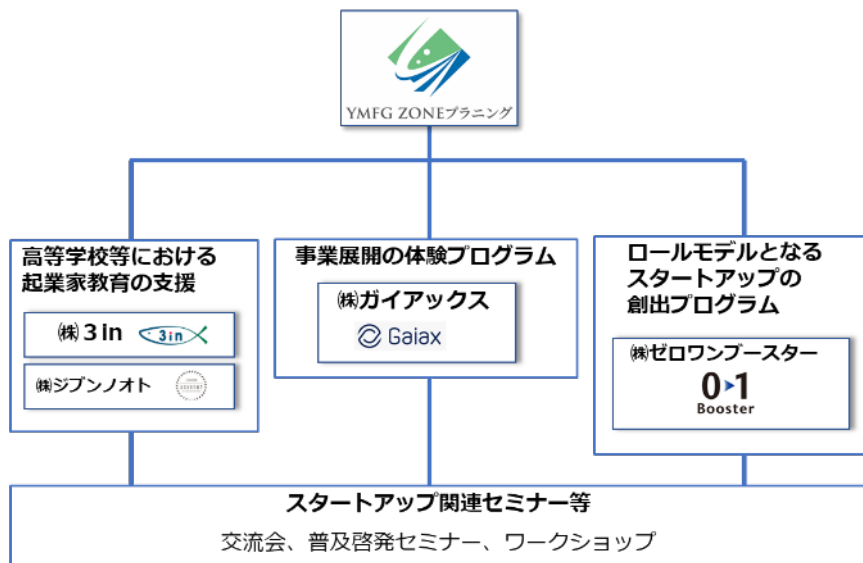 YMFG ZONEプラニング
高等学校等における
起業家教育の支援
㈱３in
3in
㈱ジブンノオト
事業展開の体験プログラム
㈱ガイアックス
Gaiax
ロールモデルとなる
スタートアップの
創出プログラム
㈱ゼロワンブースター
0▸1
Booster
スタートアップ関連セミナー等
交流会、普及啓発セミナー、ワークショップ